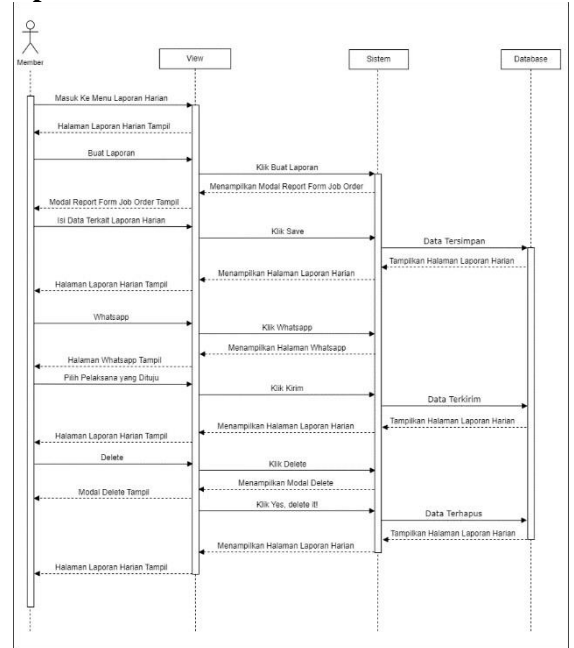 Member
View
Sistem
Database
Masuk Ke Menu Laporan Harian
Halaman Laporan Harian Tampil
Buat Laporan
Klik Buat Laporan
Menampilkan Modal Report Form Job Order
Modal Report Form Job Order Tampil
Isi Data Terkait Laporan Harian
Klik Save
Data Tersimpan
Tampilkan Halaman Laporan Harian
Menampilkan Halaman Laporan Harian
Halaman Laporan Harian Tampil
Whatsapp
Klik Whatsapp
Menampilkan Halaman Whatsapp
Halaman Whatsapp Tampil
Pilih Pelaksana yang Dituju
Klik Kirim
Data Terkirim
Tampilkan Halaman Laporan Harian
Menampilkan Halaman Laporan Harian
Halaman Laporan Harian Tampil
Delete
Klik Delete
Menampilkan Modal Delete
Modal Delete Tampil
Klik Yes, delete it!
Data Terhapus
Tampilkan Halaman Laporan Harian
Menampilkan Halaman Laporan Harian
Halaman Laporan Harian Tampil